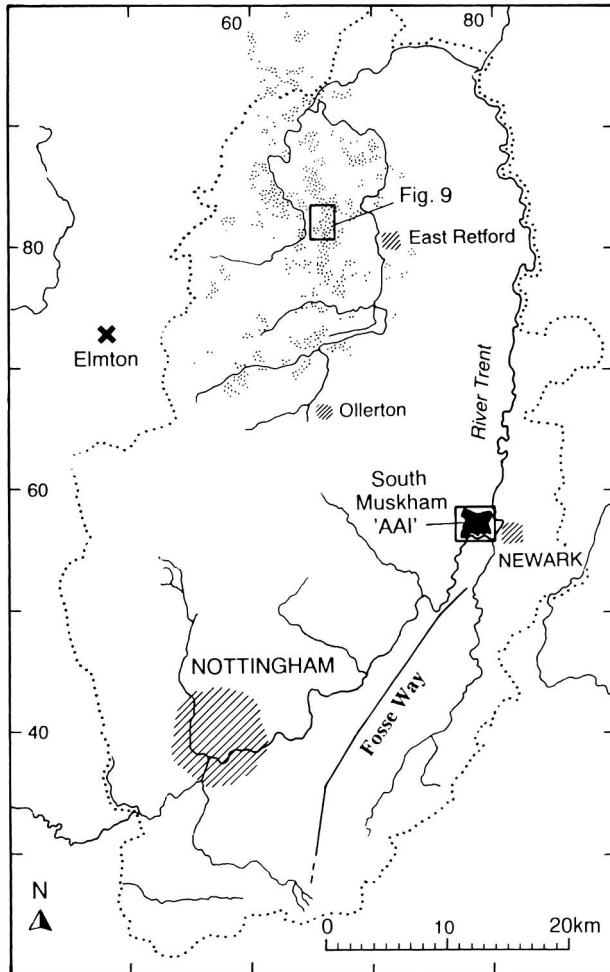 60
80
Fig. 9
East Retford
80
Elmton
Ollerton
River Trent
60
South
Muskham
'AAI'
NEWARK
NOTTINGHAM
Fosse Way
40
N
0
10
20km